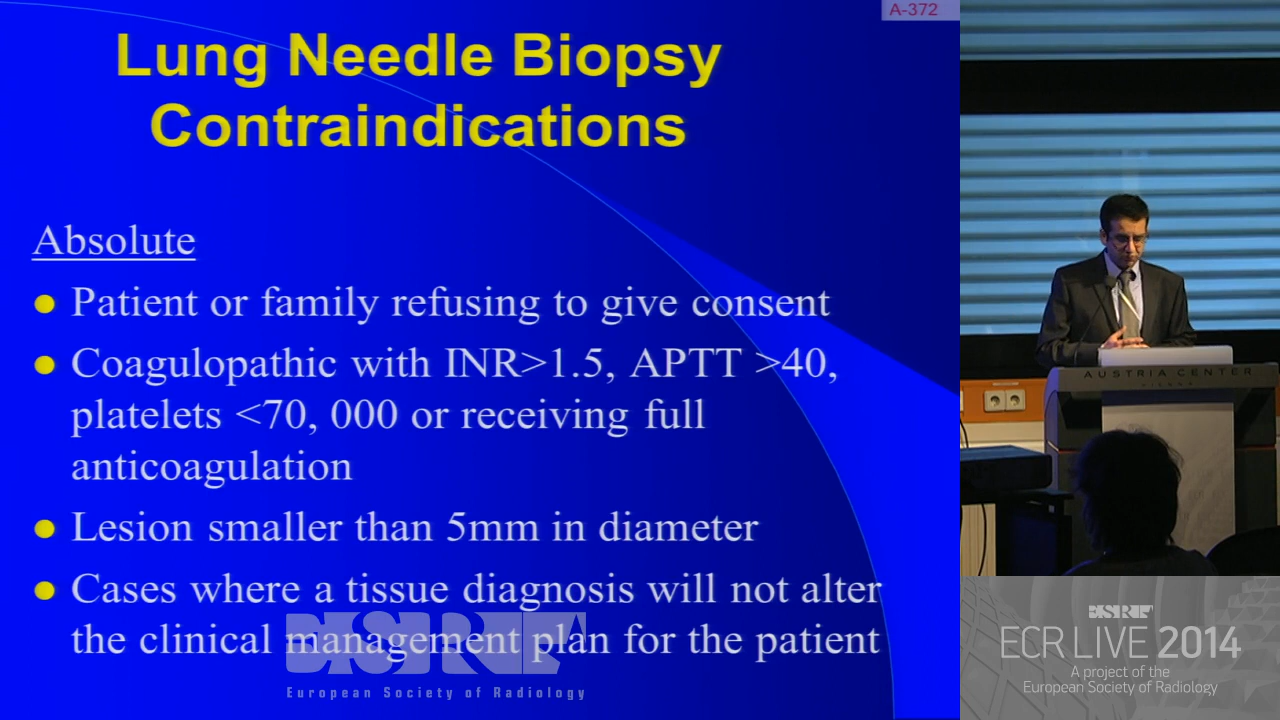 A-372
Lung Needle Biopsy
Contraindications
Absolute
Patient or family refusing to give consent
Coagulopathic with INR>1.5, APTT >40,
platelets <70, 000 or receiving full
anticoagulation
Lesion smaller than 5mm in diameter
Cases where a tissue diagnosis will not alter
the clinical management plan for the patient
European Society of Radiology
AUSTRIA CENTER
ECR LIVE 2014
A project of the
European Society of Radiology